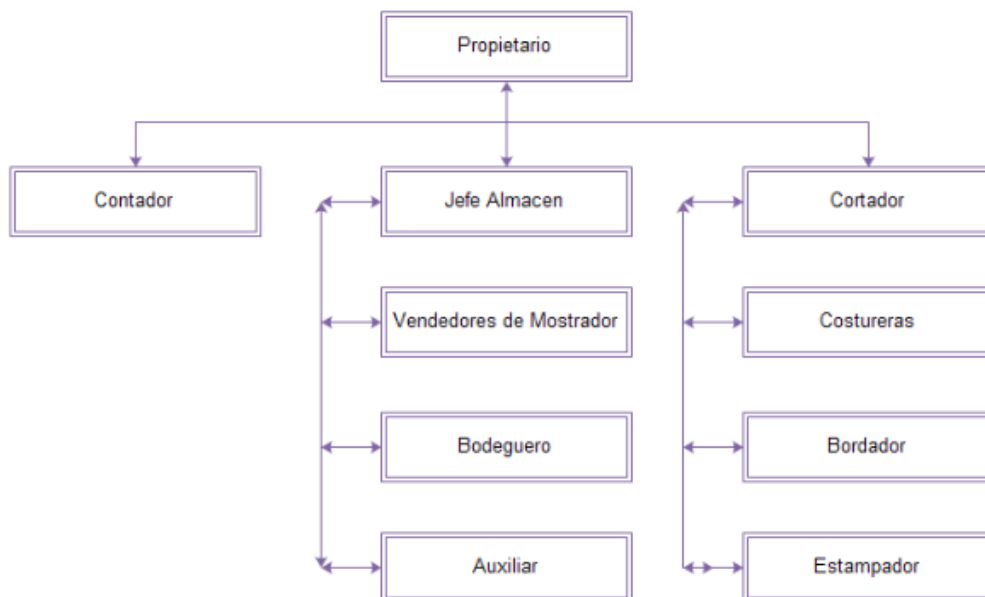 Propietario
Contador
Jefe Almacen
Cortador
Vendedores de Mostrador
Costureras
Bodeguero
Bordador
Auxiliar
Estampador